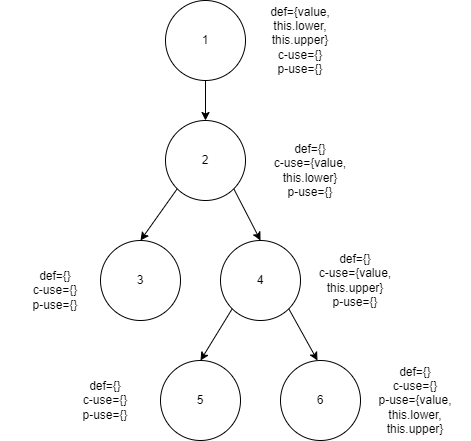 1
def={value,
this.lower,
this.upper}
c-use={}
p-use={}
2
def={}
c-use={value,
this.lower}
p-use={}
def={}
c-use={}
p-use={}
3
4
def={}
c-use={value,
this.upper}
p-use={}
def={}
c-use={}
p-use={}
5
6
def={}
c-use={}
p-use={value,
this.lower,
this.upper}